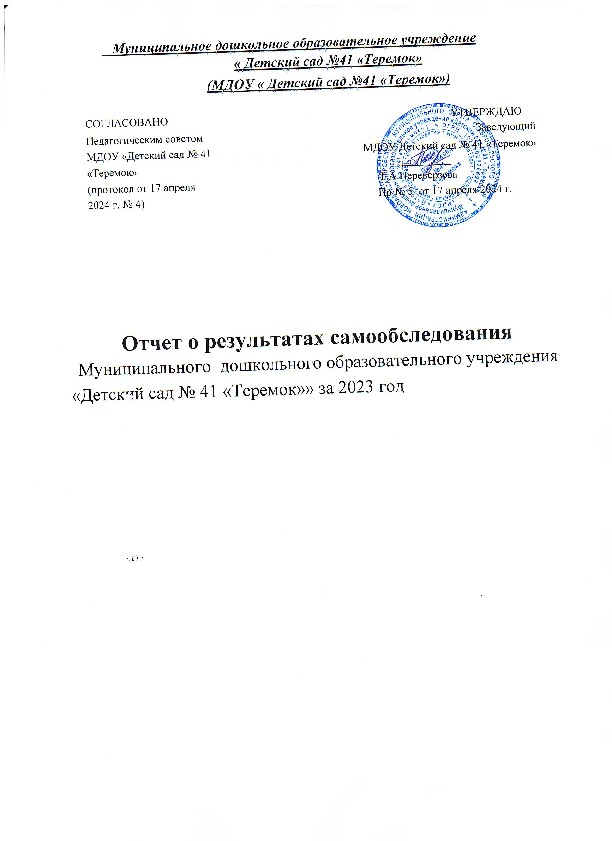 Муниципальное дошкольное образовательное учреждение
« Детский сад №41 «Теремок»
(МДОУ « Детский сад №41 «Теремок»)
СОГЛАСОВАНО
Педагогическим советом
МДОУ «Детский сад № 41
«Теремок»
(протокол от 17 апреля
2024 г. № 4)
УТВЕРЖДАЮ
Заведующий
МДОУ Детский сад № 41 «Теремок»
Переверзева
от 17 апреля 2024 г.
Отчет о результатах самообследования
Муниципального дошкольного образовательного учреждения
«Детский сад № 41 «Теремок»» за 2023 год